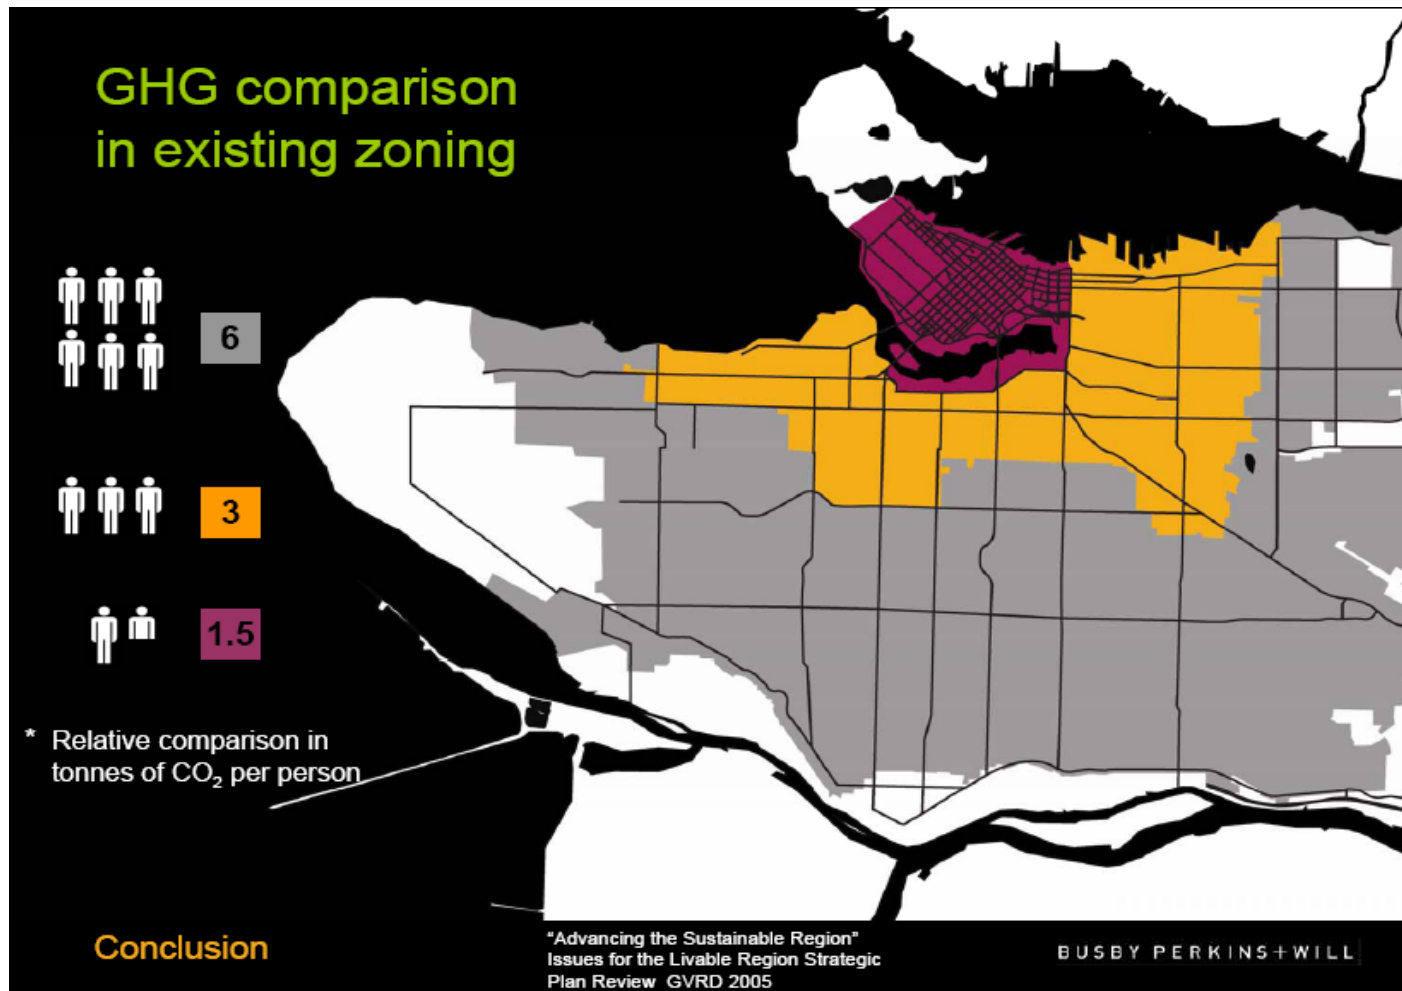 GHG comparison
in existing zoning
6
3
1.5
* Relative comparison in
tonnes of CO₂ per person
Conclusion
“Advancing the Sustainable Region”
Issues for the Livable Region Strategic
Plan Review GVRD 2005
BUSBY PERKINS+WILL